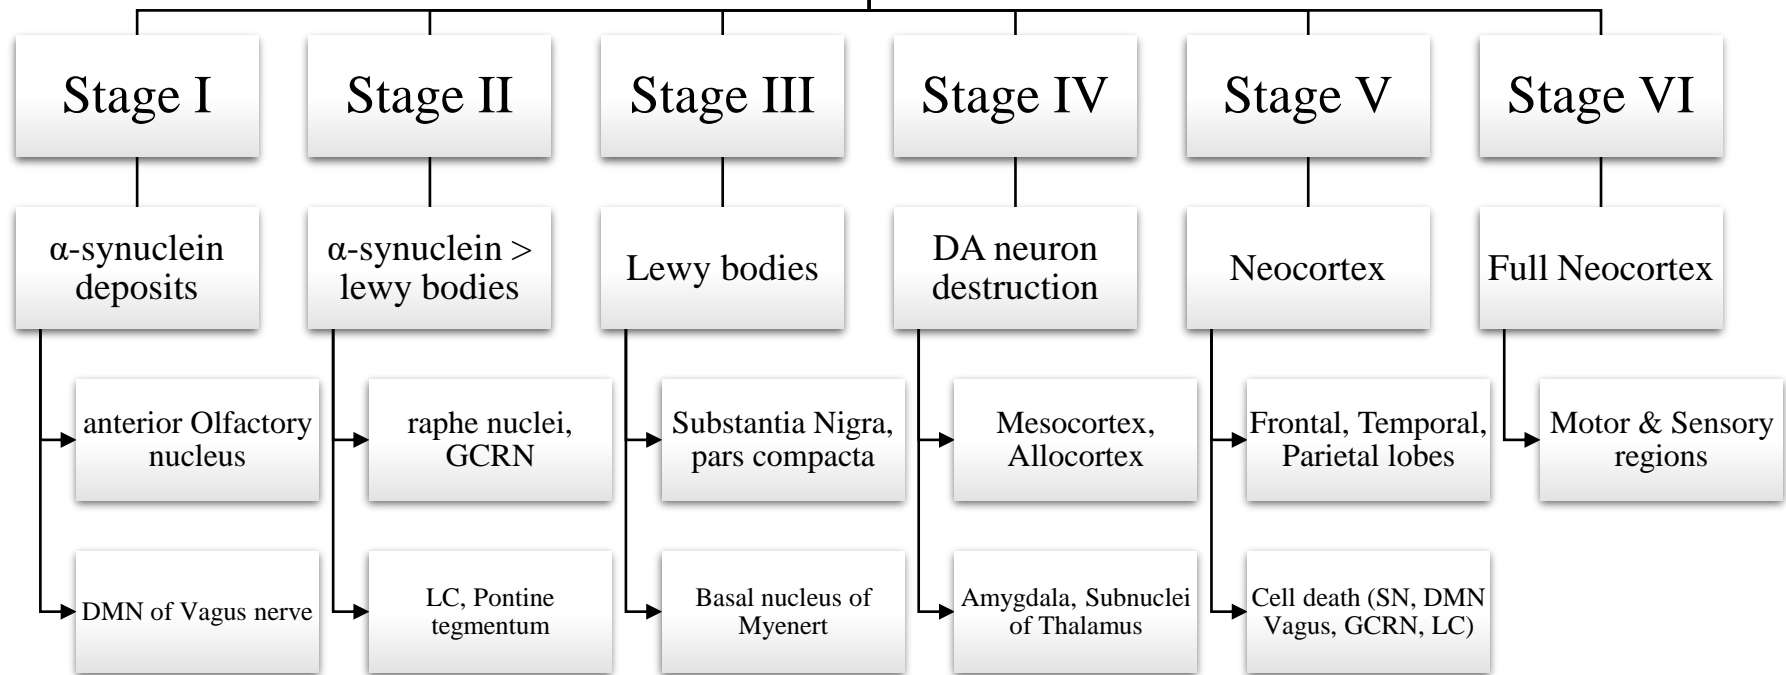 Stage I
Stage II
Stage III
Stage IV
Stage V
Stage VI
α-synuclein
deposits
α-synuclein >
lewy bodies
Lewy bodies
DA neuron
destruction
Neocortex
Full Neocortex
anterior Olfactory
nucleus
raphe nuclei,
GCRN
Substantia Nigra,
pars compacta
Mesocortex,
Allocortex
Frontal, Temporal,
Parietal lobes
Motor & Sensory
regions
DMN of Vagus nerve
LC, Pontine
tegmentum
Basal nucleus of
Myenert
Amygdala, Subnuclei
of Thalamus
Cell death (SN, DMN
Vagus, GCRN, LC)